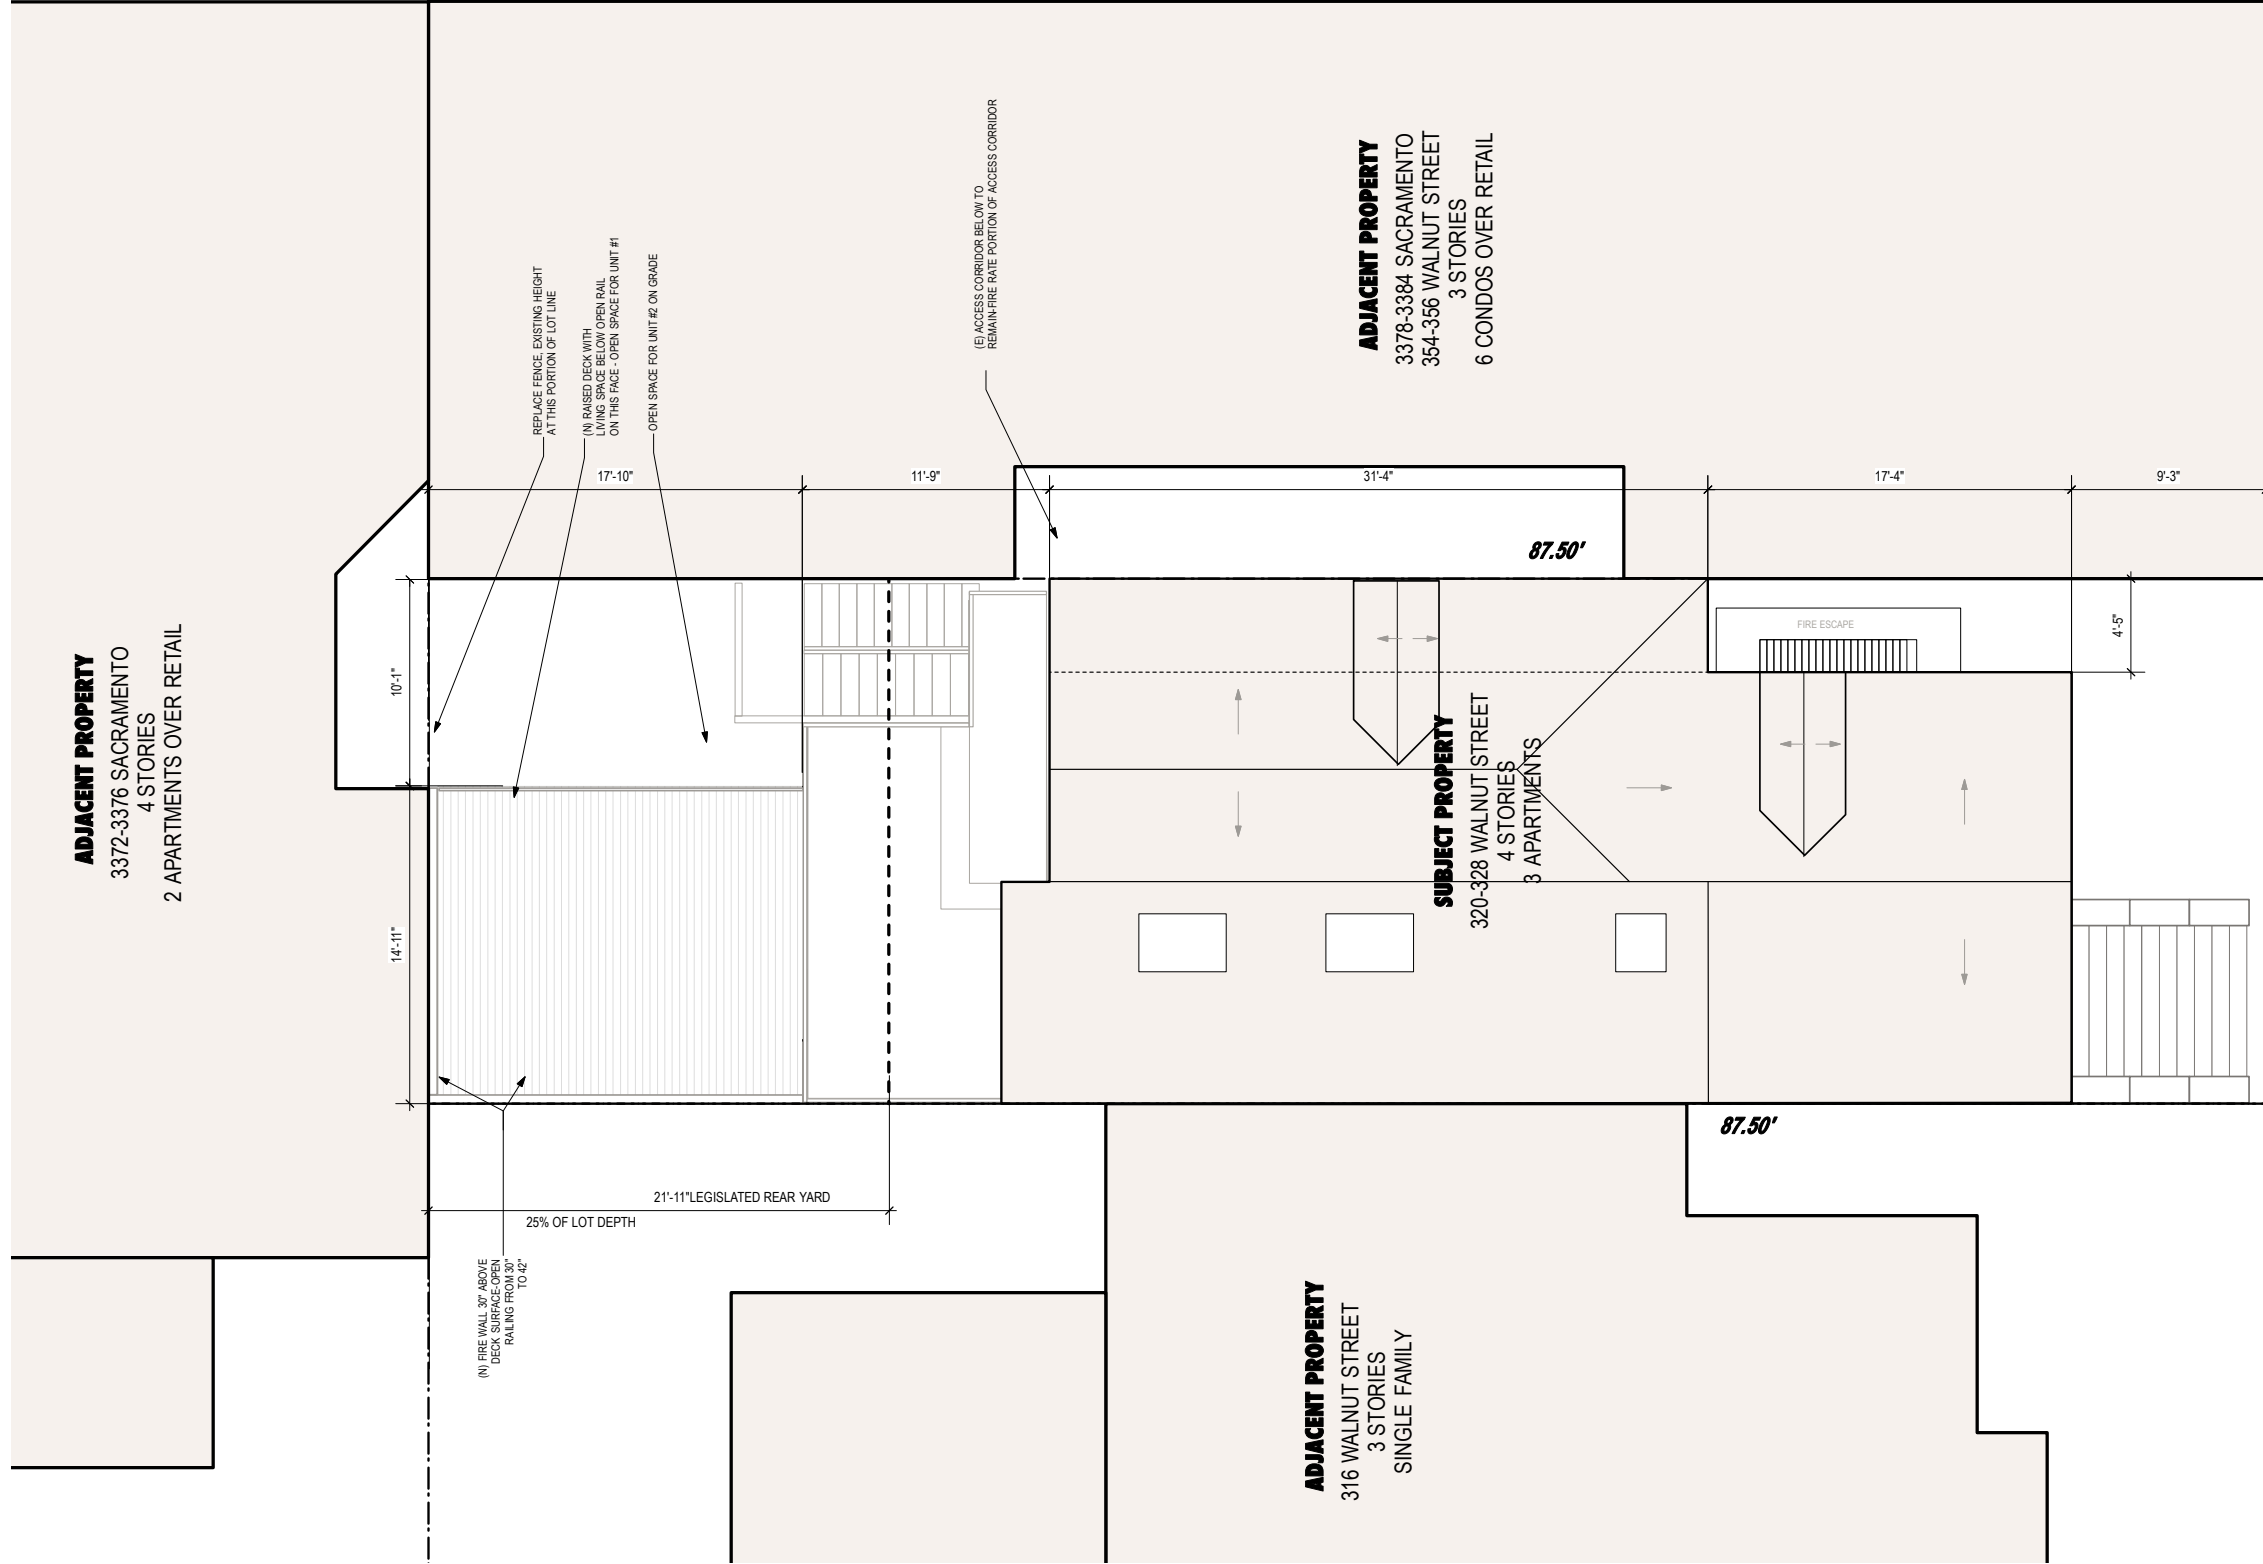 ADJACENT PROPERTY
3372-3376 SACRAMENTO
4 STORIES
2 APARTMENTS OVER RETAIL
REPLACE FENCE, EXISTING HEIGHT
AT THIS PORTION OF LOT LINE
(N) RAISED DECK WITH
LIVING SPACE BELOW OPEN RAIL
ON THIS FACE - OPEN SPACE FOR UNIT #1
OPEN SPACE FOR UNIT #2 ON GRADE
(E) ACCESS CORRIDOR BELOW TO
REMAIN-FIRE RATE PORTION OF ACCESS CORRIDOR
ADJACENT PROPERTY
3378-3384 SACRAMENTO
354-356 WALNUT STREET
3 STORIES
6 CONDOS OVER RETAIL
17'-10"
11'-9"
31'-4"
17'-4"
9'-3"
87.50'
10'-1"
14'-11"
4'-5"
FIRE ESCAPE
SUBJECT PROPERTY
320-328 WALNUT STREET
4 STORIES
3 APARTMENTS
87.50'
21'-11"LEGISLATED REAR YARD
25% OF LOT DEPTH
(N) FIRE WALL 30" ABOVE
DECK SURFACE-OPEN
RAILING FROM 30"
TO 42"
ADJACENT PROPERTY
316 WALNUT STREET
3 STORIES
SINGLE FAMILY